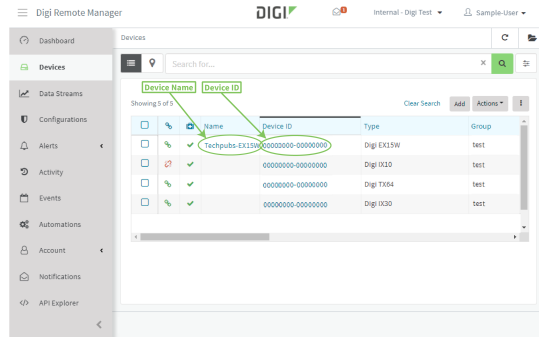 Digi Remote Manager
DIGI
Internal - Digi Test
Sample-User
Dashboard
Devices
Data Streams
Configurations
Alerts
Activity
Events
Automations
Account
Notifications
API Explorer
Devices
Search for...
Device Name
Device ID
Showing 5 of 5
Clear Search
Add
Actions
Name
Device ID
Type
Group
Techpubs-EX15W
00000000-00000000
Digi EX15W
test
00000000-00000000
Digi IX10
test
00000000-00000000
Digi TX64
test
00000000-00000000
Digi IX30
test